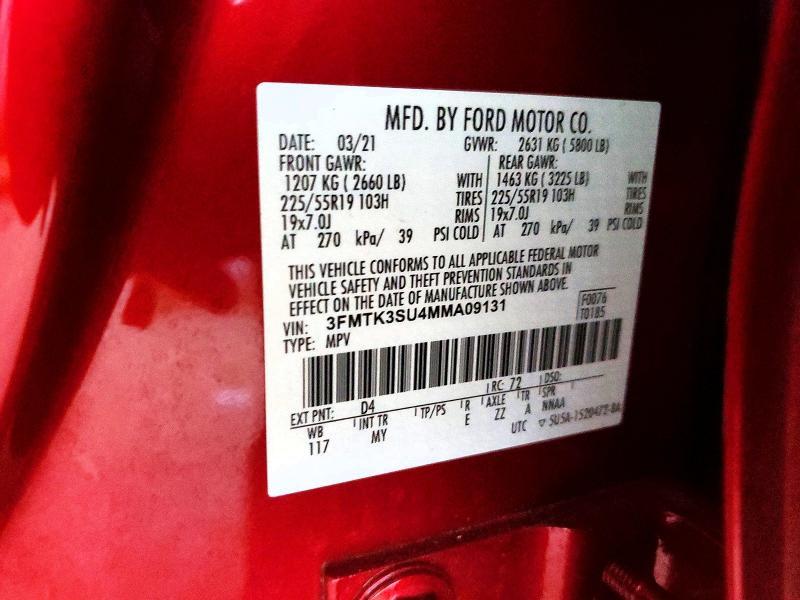 MFD. BY FORD MOTOR CO.
DATE: 03/21 GVWR: 2631 KG ( 5800 LB)
FRONT GAWR: REAR GAWR:
1207 KG ( 2660 LB) WITH 1463 KG ( 3225 LB) WITH
225/55R19 103H TIRES 225/55R19 103H TIRES
19x7.0J RIMS 19x7.0J RIMS
AT 270 kPa/ 39 PSI COLD AT 270 kPa/ 39 PSI COLD
THIS VEHICLE CONFORMS TO ALL APPLICABLE FEDERAL MOTOR
VEHICLE SAFETY AND THEFT PREVENTION STANDARDS IN
EFFECT ON THE DATE OF MANUFACTURE SHOWN ABOVE.
VIN: 3FMTK3SU4MMA09131 F0076
TYPE: MPV T0185
EXT PNT: D4 RC: 72 DSO:
WB INT TR TP/PS R AXLE TR SPR
117 MY E ZZ A NNAA
UTC ▽ SU5A-1520472-BA